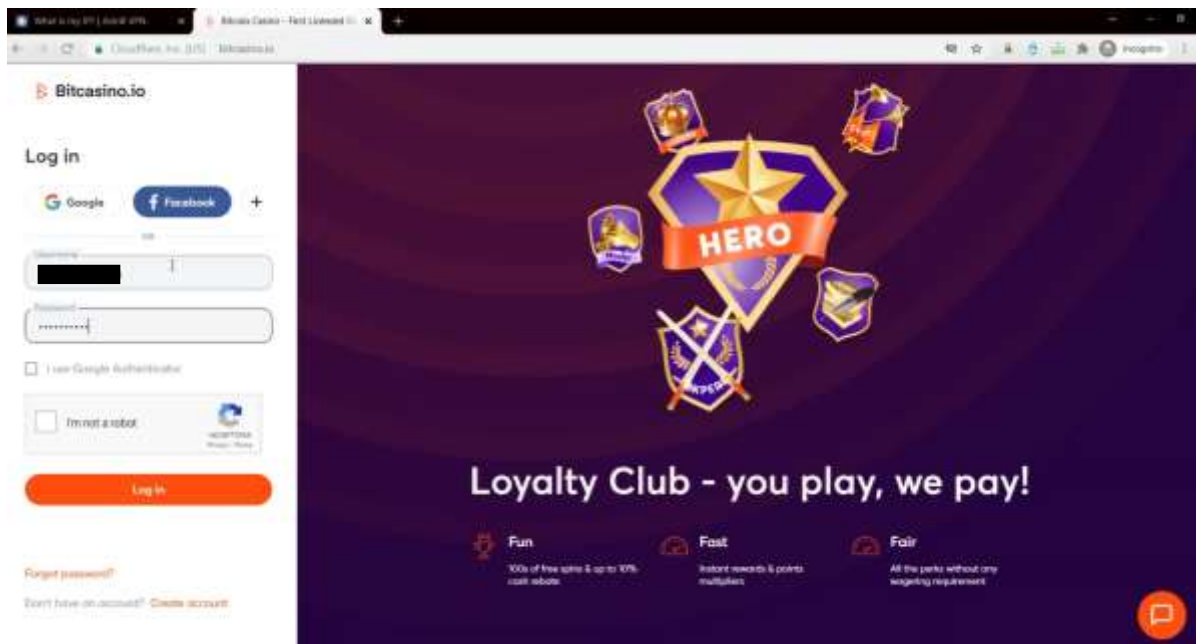 What is my IP |
Bitcoin Casino - First Licensed
Cloudflare, Inc. [US]
bitcasino.io
Incognito
Bitcasino.io
Log in
Google
Facebook
+
OR
Username
Password
I use Google Authenticator
I'm not a robot
reCAPTCHA
Privacy - Terms
Log in
Forgot password?
Don't have an account? Create account
HERO
Loyalty Club - you play, we pay!
Fun
100s of free spins & up to 10% cash rebate
Fast
Instant rewards & points multipliers
Fair
All the perks without any wagering requirement